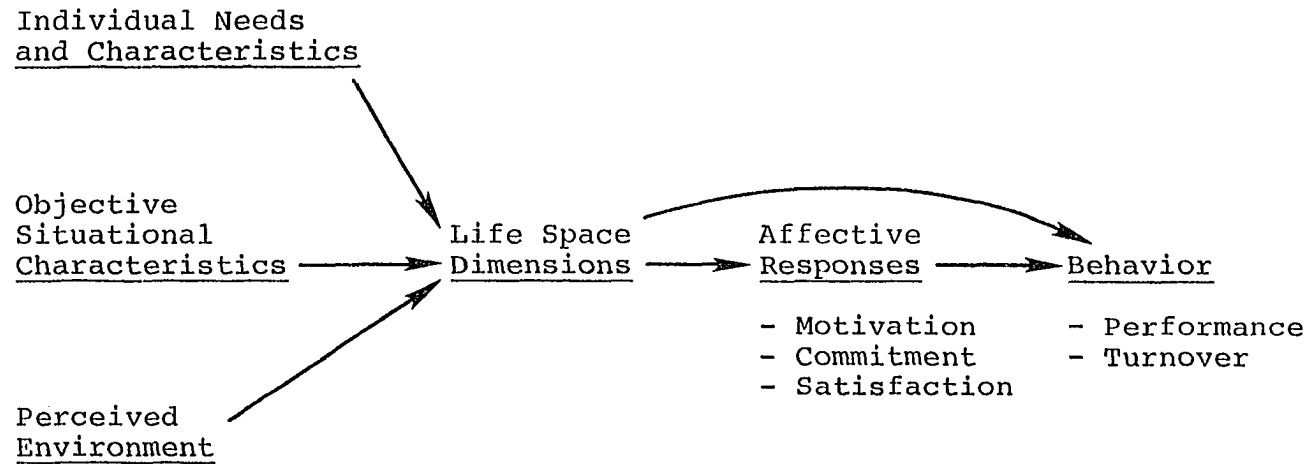 Individual Needs
and Characteristics
Objective
Situational
Characteristics
Life Space
Dimensions
Affective
Responses
Behavior
- Motivation
- Commitment
- Satisfaction
- Performance
- Turnover
Perceived
Environment